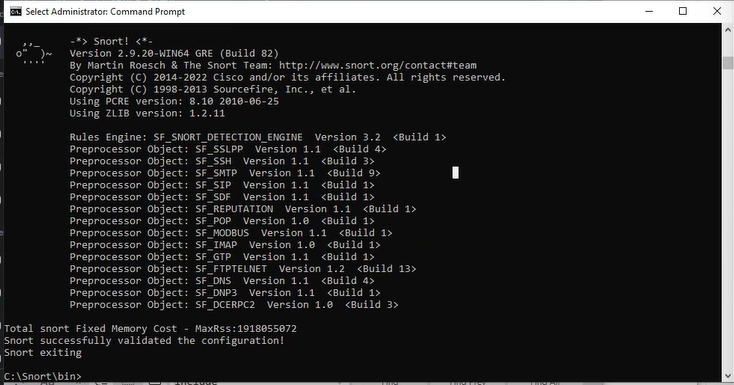 Select Administrator: Command Prompt
,,_ -*> Snort! <*-
o" )~ Version 2.9.20-WIN64 GRE (Build 82)
'''' By Martin Roesch & The Snort Team: http://www.snort.org/contact#team
Copyright (C) 2014-2022 Cisco and/or its affiliates. All rights reserved.
Copyright (C) 1998-2013 Sourcefire, Inc., et al.
Using PCRE version: 8.10 2010-06-25
Using ZLIB version: 1.2.11
Rules Engine: SF_SNORT_DETECTION_ENGINE Version 3.2 <Build 1>
Preprocessor Object: SF_SSLPP Version 1.1 <Build 4>
Preprocessor Object: SF_SSH Version 1.1 <Build 3>
Preprocessor Object: SF_SMTP Version 1.1 <Build 9>
Preprocessor Object: SF_SIP Version 1.1 <Build 1>
Preprocessor Object: SF_SDF Version 1.1 <Build 1>
Preprocessor Object: SF_REPUTATION Version 1.1 <Build 1>
Preprocessor Object: SF_POP Version 1.0 <Build 1>
Preprocessor Object: SF_MODBUS Version 1.1 <Build 1>
Preprocessor Object: SF_IMAP Version 1.0 <Build 1>
Preprocessor Object: SF_GTP Version 1.1 <Build 1>
Preprocessor Object: SF_FTPTELNET Version 1.2 <Build 13>
Preprocessor Object: SF_DNS Version 1.1 <Build 4>
Preprocessor Object: SF_DNP3 Version 1.1 <Build 1>
Preprocessor Object: SF_DCERPC2 Version 1.0 <Build 3>
Total snort Fixed Memory Cost - MaxRss:1918055072
Snort successfully validated the configuration!
Snort exiting
C:\Snort\bin>